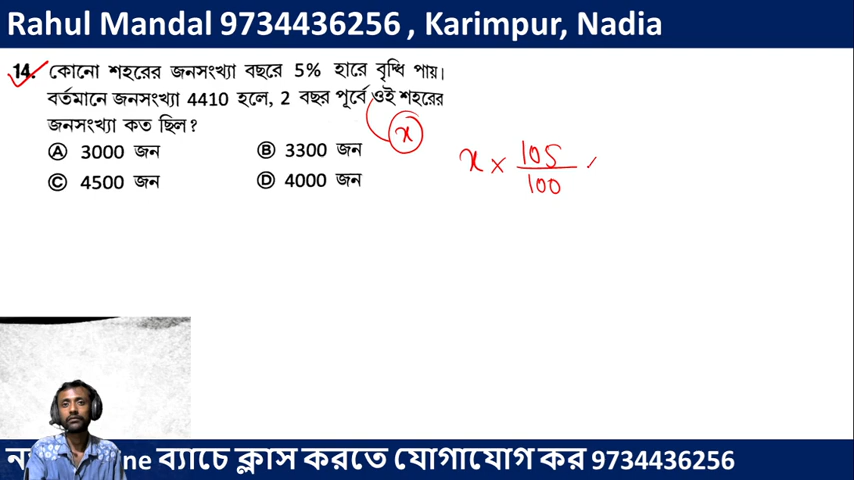 Rahul Mandal 9734436256 , Karimpur, Nadia
14. কোনো শহরের জনসংখ্যা বছরে 5% হারে বৃদ্ধি পায়।
বর্তমানে জনসংখ্যা 4410 হলে, 2 বছর পূর্বে ওই শহরের
জনসংখ্যা কত ছিল?
x
Ⓐ 3000 জন
Ⓑ 3300 জন
Ⓒ 4500 জন
Ⓓ 4000 জন
x × 105/100
ne ব্যাচে ক্লাস করতে যোগাযোগ কর 9734436256